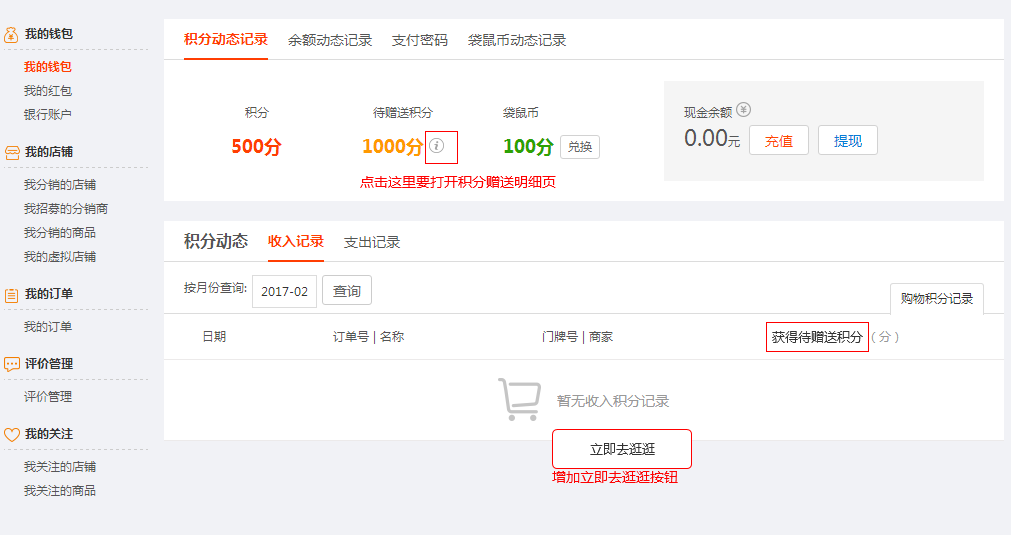 我的钱包
我的钱包
我的红包
银行账户
我的店铺
我分销的店铺
我招募的分销商
我分销的商品
我的虚拟店铺
我的订单
我的订单
评价管理
评价管理
我的关注
我关注的店铺
我关注的商品
积分动态记录 余额动态记录 支付密码 袋鼠币动态记录
积分 待赠送积分 袋鼠币
500分 1000分 i 100分 兑换
点击这里要打开积分赠送明细页
现金余额 ¥
0.00元 充值 提现
积分动态 收入记录 支出记录
按月份查询: 2017-02 查询
购物积分记录
日期 订单号 | 名称 门牌号 | 商家 获得待赠送积分 ( 分 )
暂无收入积分记录
立即去逛逛
增加立即去逛逛按钮